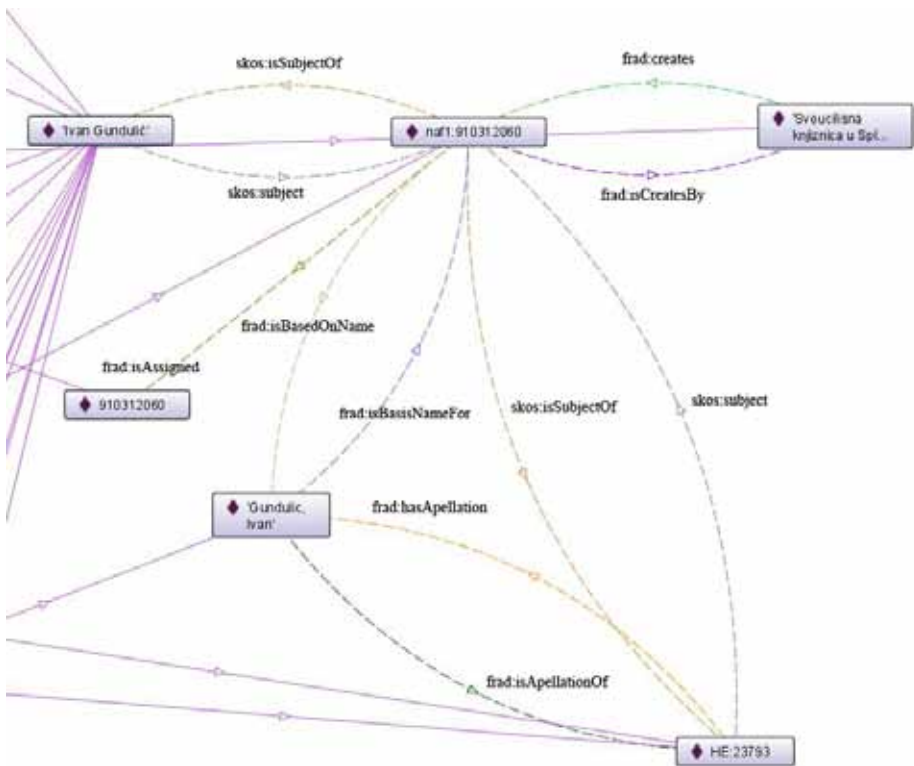 skos:isSubjectOf
frad:creates
'Ivan Gundulić'
naf1:910312060
'Sveucilisna
knjiznica u Spl...
skos:subject
frad:isCreatesBy
frad:isBasedOnName
frad:isAssigned
910312060
frad:isBasisNameFor
skos:isSubjectOf
skos:subject
'Gundulic,
Ivan'
frad:hasApellation
frad:isApellationOf
HE:23793